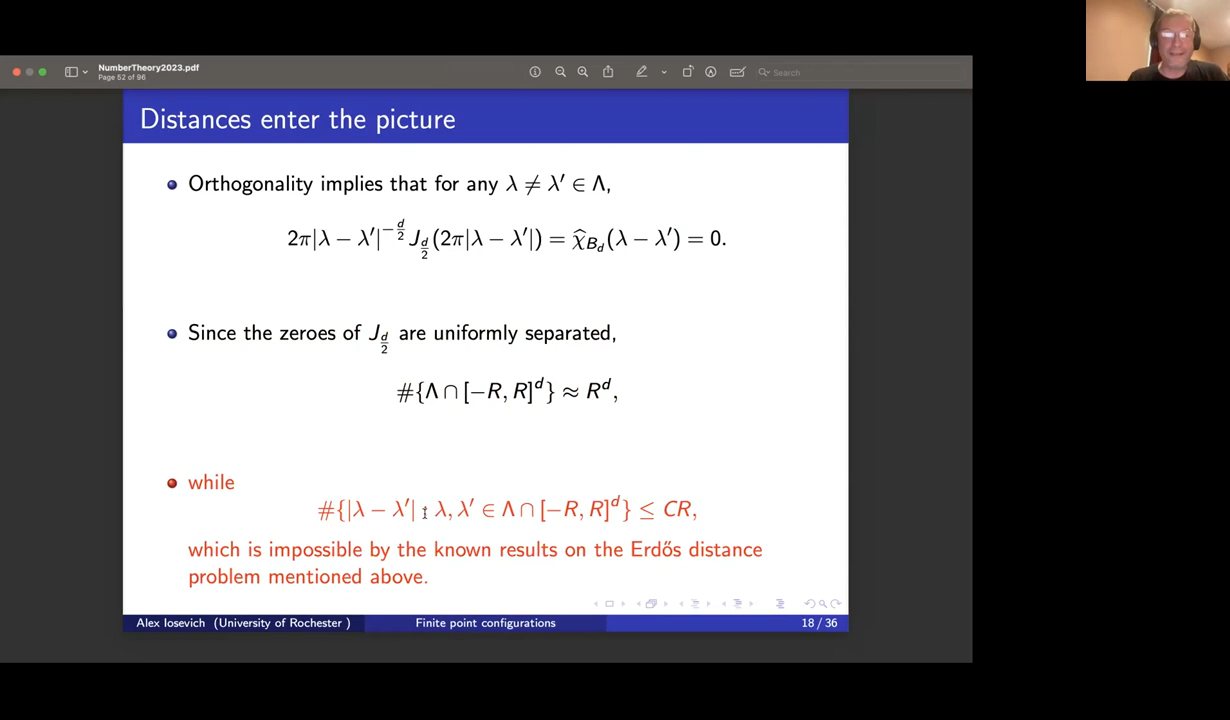 NumberTheory2023.pdf
Page 52 of 96
Search
Distances enter the picture
Orthogonality implies that for any λ ≠ λ′ ∈ Λ,
2π|λ − λ′|^{−d/2} J_{d/2}(2π|λ − λ′|) = χ̂_{B_d}(λ − λ′) = 0.
Since the zeroes of J_{d/2} are uniformly separated,
#{Λ ∩ [−R, R]^d} ≈ R^d,
while
#{|λ − λ′| : λ, λ′ ∈ Λ ∩ [−R, R]^d} ≤ CR,
which is impossible by the known results on the Erdős distance
problem mentioned above.
Alex Iosevich (University of Rochester ) Finite point configurations 18 / 36